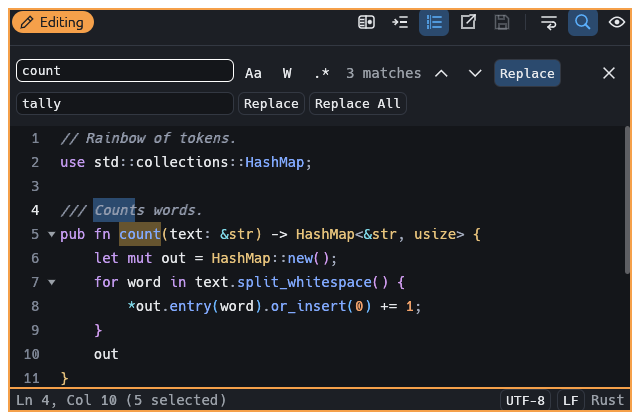 Editing
count
Aa W .* 3 matches Replace
tally Replace Replace All
1 // Rainbow of tokens.
2 use std::collections::HashMap;
3
4 /// Counts words.
5 pub fn count(text: &str) -> HashMap<&str, usize> {
6     let mut out = HashMap::new();
7     for word in text.split_whitespace() {
8         *out.entry(word).or_insert(0) += 1;
9     }
10     out
11 }
Ln 4, Col 10 (5 selected) UTF-8 LF Rust